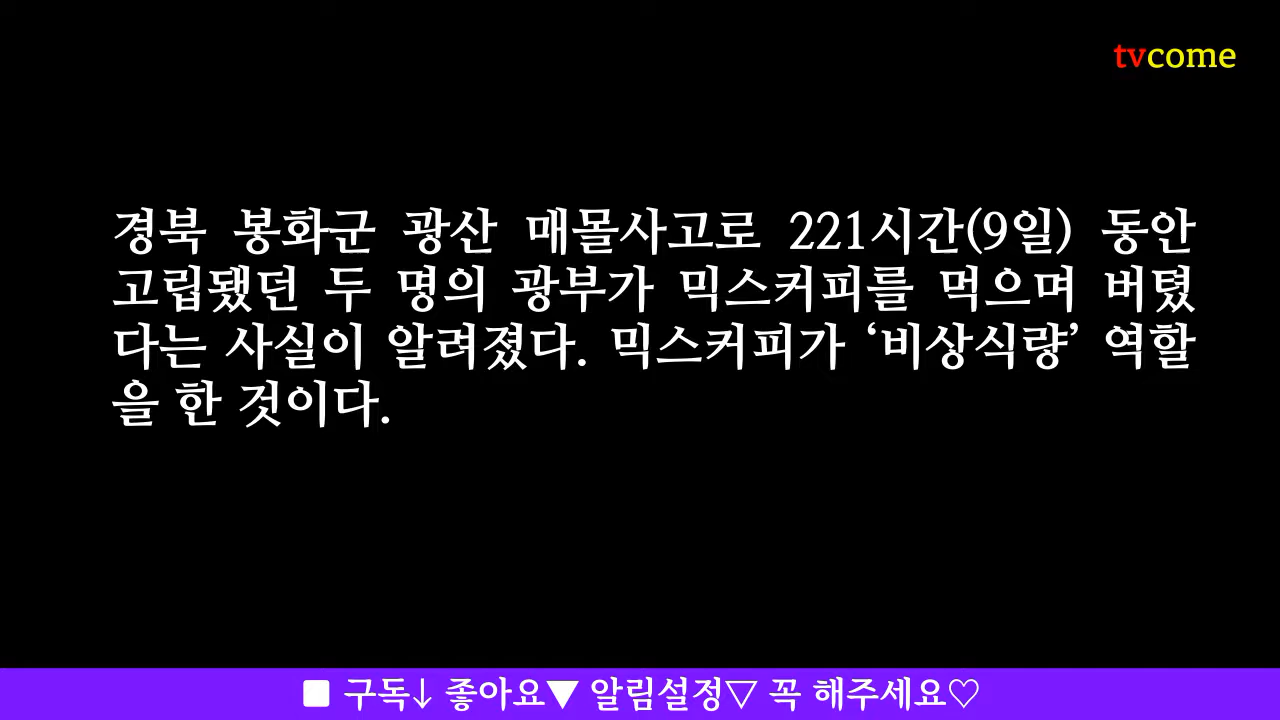 tvcome
경북 봉화군 광산 매몰사고로 221시간(9일) 동안
고립됐던 두 명의 광부가 믹스커피를 먹으며 버텼
다는 사실이 알려졌다. 믹스커피가 ‘비상식량’ 역할
을 한 것이다.
■ 구독↓ 좋아요▼ 알림설정▽ 꼭 해주세요♡